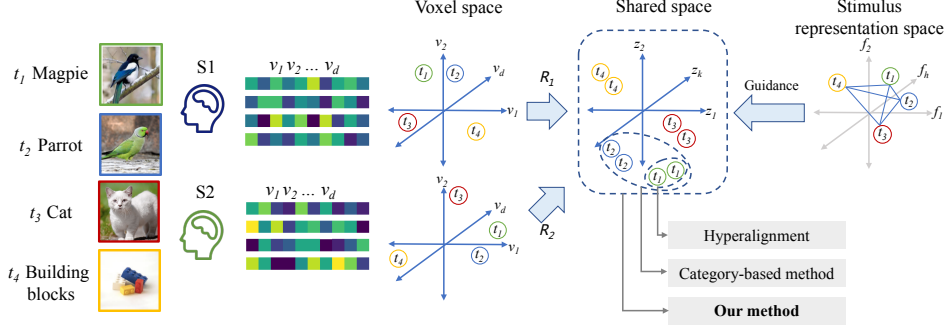 Voxel space
Shared space
Stimulus
representation space
t1 Magpie
t2 Parrot
t3 Cat
t4 Building
blocks
S1
v1 v2 ... vd
S2
v1 v2 ... vd
v2
vd
v1
t1
t2
t3
t4
v2
vd
v1
t3
t1
t2
t4
R1
R2
z2
zk
z1
t4
t4
t3
t3
t2
t2
t1
t1
Guidance
f2
fh
f1
t4
t1
t2
t3
Hyperalignment
Category-based method
Our method